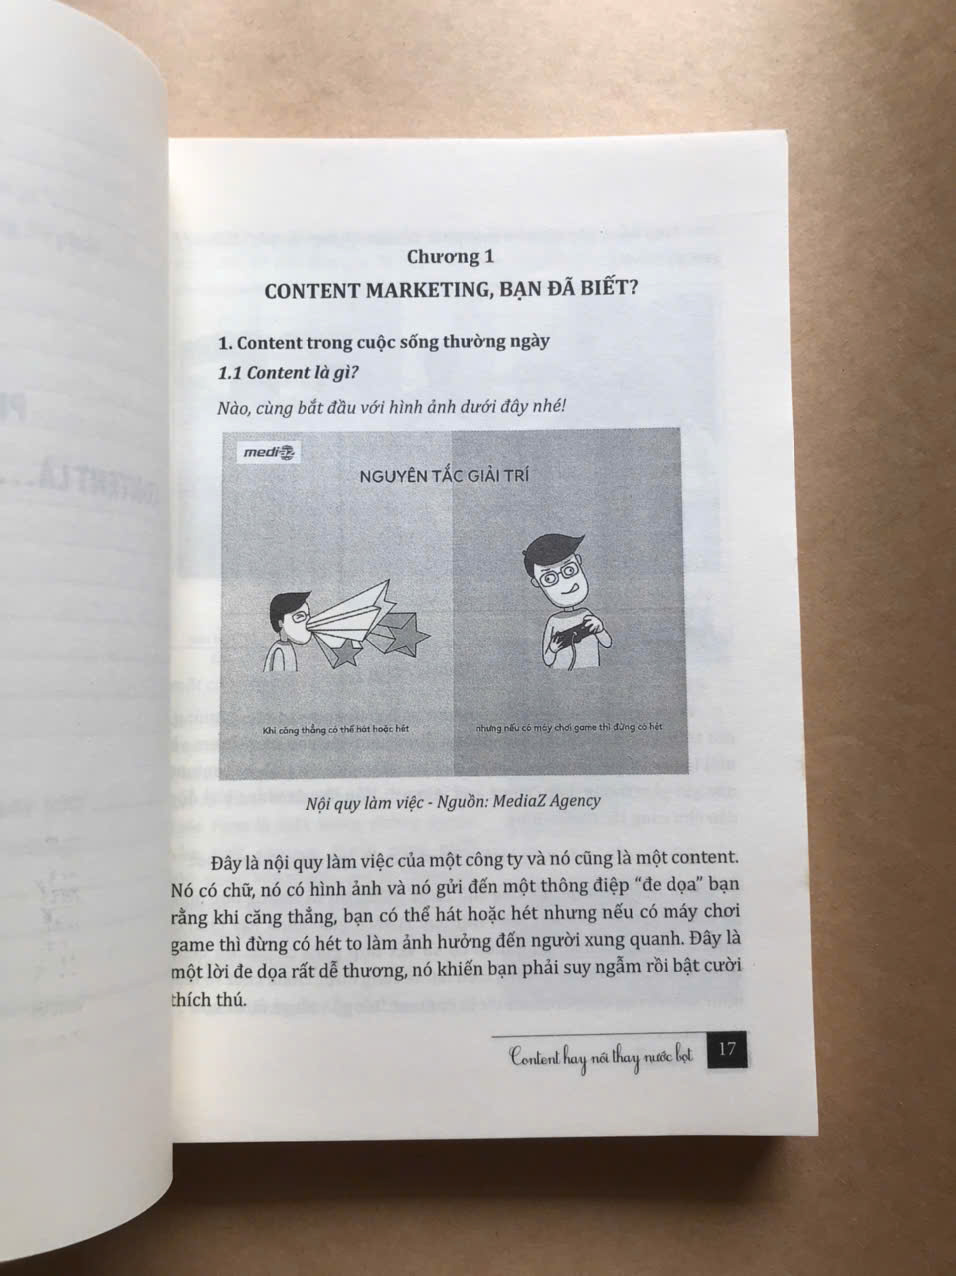 Chương 1
CONTENT MARKETING, BẠN ĐÃ BIẾT?
1. Content trong cuộc sống thường ngày
1.1 Content là gì?
Nào, cùng bắt đầu với hình ảnh dưới đây nhé!
mediaz
NGUYÊN TẮC GIẢI TRÍ
Khi căng thẳng có thể hát hoặc hét
nhưng nếu có máy chơi game thì đừng có hét
Nội quy làm việc - Nguồn: MediaZ Agency
Đây là nội quy làm việc của một công ty và nó cũng là một content.
Nó có chữ, nó có hình ảnh và nó gửi đến một thông điệp “đe dọa” bạn
rằng khi căng thẳng, bạn có thể hát hoặc hét nhưng nếu có máy chơi
game thì đừng có hét to làm ảnh hưởng đến người xung quanh. Đây là
một lời đe dọa rất dễ thương, nó khiến bạn phải suy ngẫm rồi bật cười
thích thú.
Content hay nói thay nước bọt
17